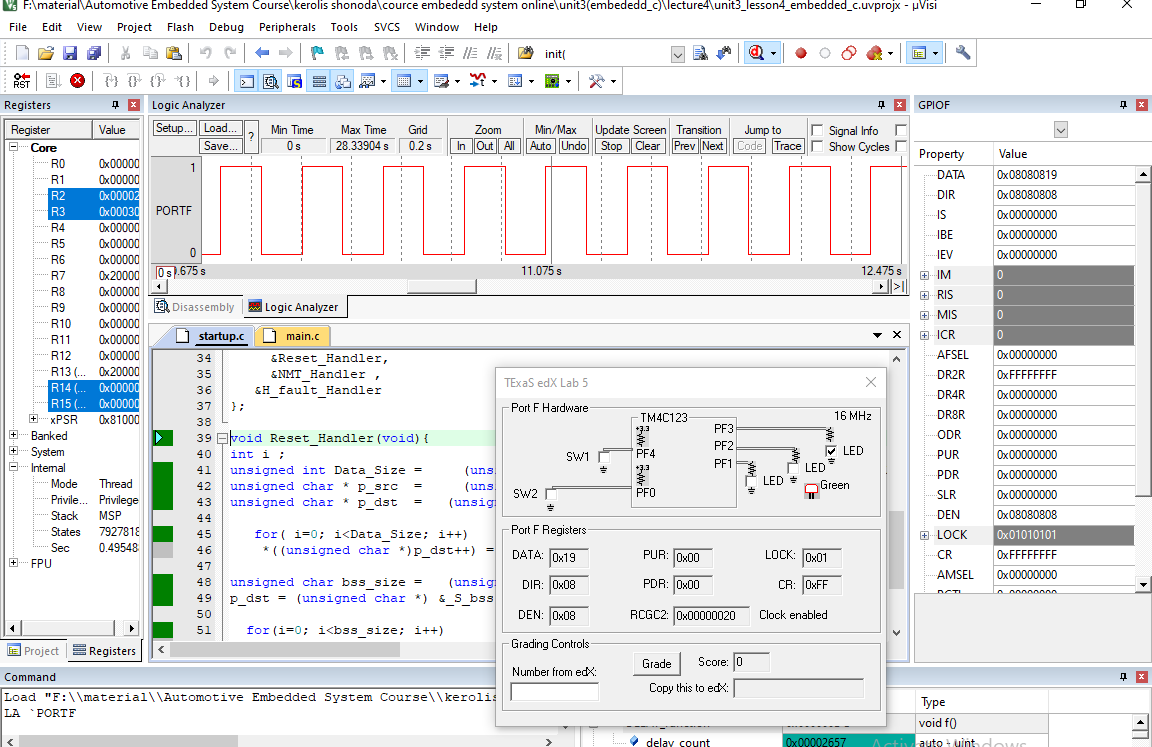 F:\material\Automotive Embedded System Course\kerolis shonoda\cource embededd system online\unit3(embeded_c)\lecture4\unit3_lesson4_embedded_c.uvprojx - µVisi
File Edit View Project Flash Debug Peripherals Tools SVCS Window Help
init(
RST
Registers
Register Value
Core
R0 0x00000
R1 0x00000
R2 0x00002
R3 0x00030
R4 0x00000
R5 0x00000
R6 0x00000
R7 0x20000
R8 0x00000
R9 0x00000
R10 0x00000
R11 0x00000
R12 0x00000
R13 (... 0x20000
R14 (... 0x00000
R15 (... 0x00000
xPSR 0x81000
Banked
System
Internal
Mode Thread
Privile... Privilege
Stack MSP
States 7927818
Sec 0.49548
FPU
Project Registers
Logic Analyzer
Setup... Load... Save... ?
Min Time Max Time Grid Zoom Min/Max Update Screen Transition Jump to Signal Info
0 s 28.33904 s 0.2 s In Out All Auto Undo Stop Clear Prev Next Code Trace Show Cycles
1
PORTF
0
0 s 9.675 s 11.075 s 12.475 s
Disassembly Logic Analyzer
startup.c main.c
34 &Reset_Handler,
35 &NMT_Handler ,
36 &H_fault_Handler
37 };
38
39 void Reset_Handler(void){
40 int i ;
41 unsigned int Data_Size = (uns
42 unsigned char * p_src = (uns
43 unsigned char * p_dst = (unsig
44
45 for( i=0; i<Data_Size; i++)
46 *((unsigned char *)p_dst++) =
47
48 unsigned char bss_size = (unsig
49 p_dst = (unsigned char *) &_S_bss
50
51 for(i=0; i<bss_size; i++)
TExaS edX Lab 5
Port F Hardware
TM4C123
16 MHz
+3.3
PF3
PF2
PF1
SW1
PF4
+3.3
SW2
PF0
LED
LED
LED
Green
Port F Registers
DATA: 0x19 PUR: 0x00 LOCK: 0x01
DIR: 0x08 PDR: 0x00 CR: 0xFF
DEN: 0x08 RCGC2: 0x00000020 Clock enabled
Grading Controls
Number from edX:
Grade Score: 0
Copy this to edX:
GPIOF
Property Value
DATA 0x08080819
DIR 0x08080808
IS 0x00000000
IBE 0x00000000
IEV 0x00000000
IM 0
RIS 0
MIS 0
ICR 0
AFSEL 0x00000000
DR2R 0xFFFFFFFF
DR4R 0x00000000
DR8R 0x00000000
ODR 0x00000000
PUR 0x00000000
PDR 0x00000000
SLR 0x00000000
DEN 0x08080808
LOCK 0x01010101
CR 0xFFFFFFFF
AMSEL 0x00000000
Command
Load "F:\\material\\Automotive Embedded System Course\\kerolis
LA `PORTF
Type
void f()
delay_count 0x00002657 auto - uint